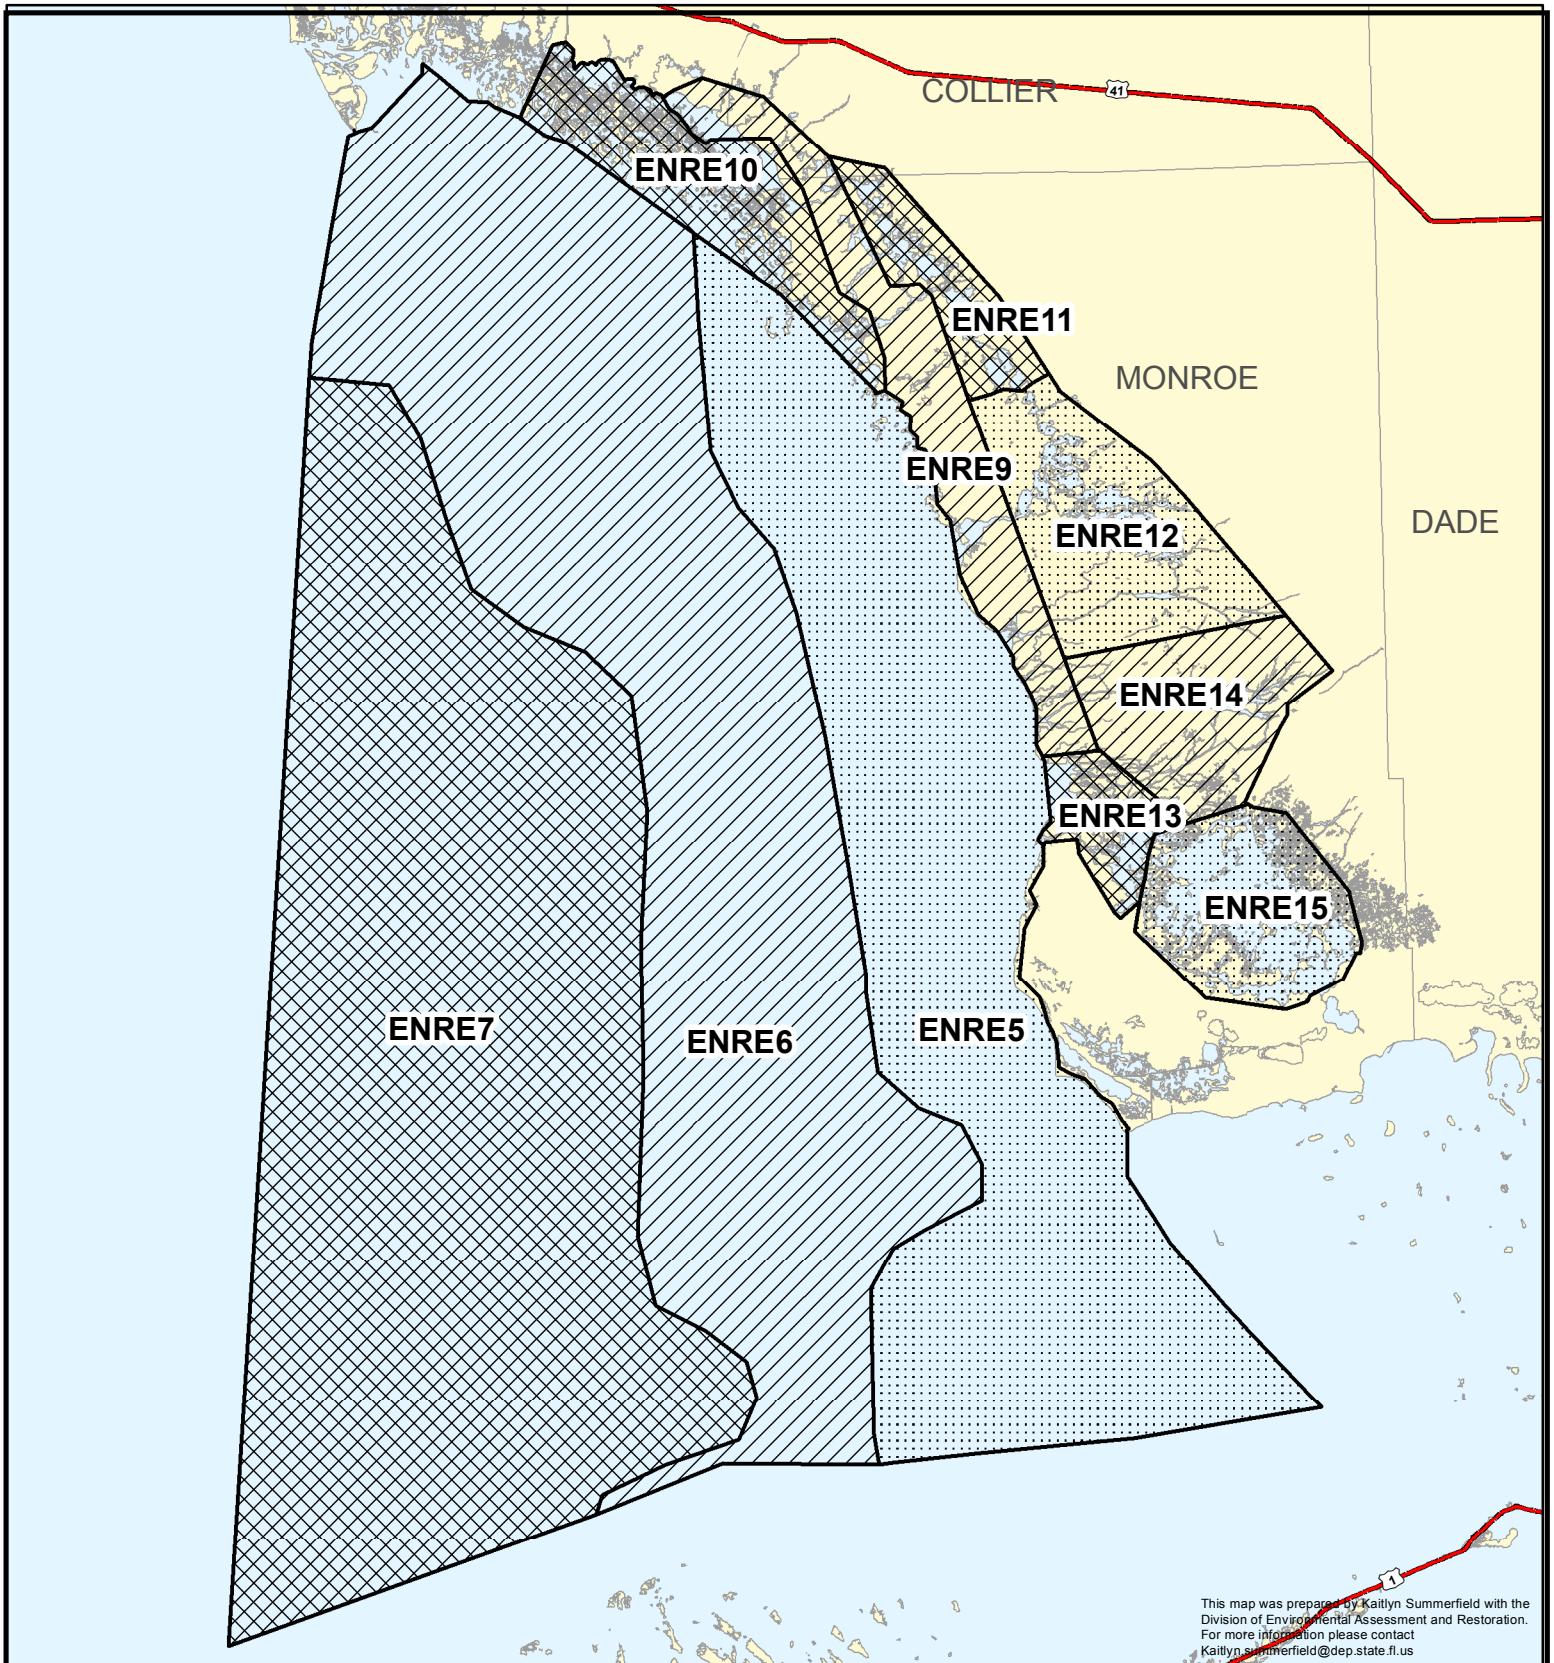 COLLIER
41
ENRE10
ENRE11
MONROE
ENRE9
DADE
ENRE12
ENRE14
ENRE13
ENRE15
ENRE7
ENRE6
ENRE5
1
This map was prepared by Kaitlyn Summerfield with the
Division of Environmental Assessment and Restoration.
For more information please contact
Kaitlyn.summerfield@dep.state.fl.us